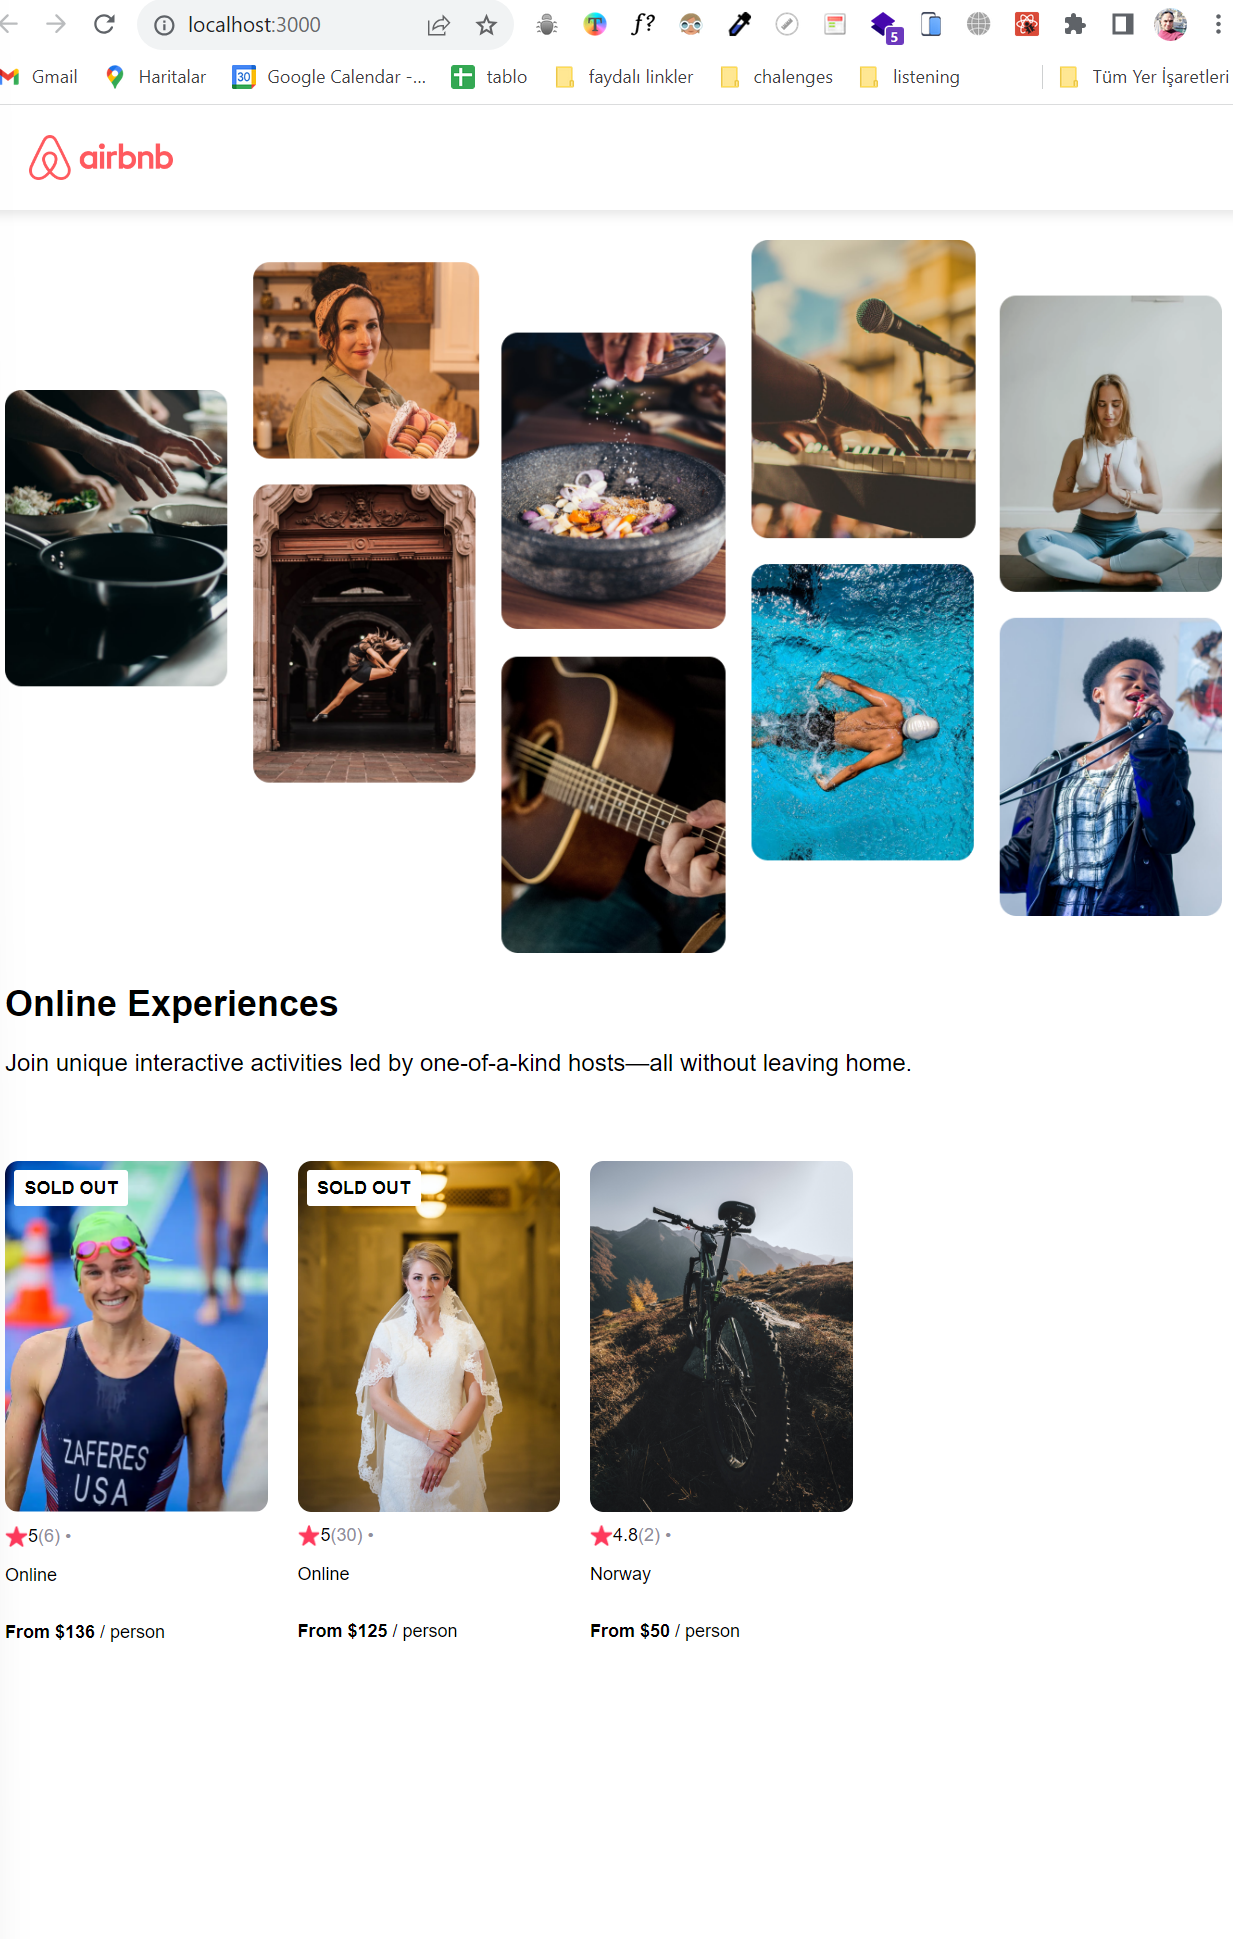 localhost:3000
f?
5
Gmail
Haritalar
30
Google Calendar -...
tablo
faydalı linkler
chalenges
listening
Tüm Yer İşaretleri
airbnb
Online Experiences
Join unique interactive activities led by one-of-a-kind hosts—all without leaving home.
SOLD OUT
SOLD OUT
ZAFERES
USA
5(6) •
5(30) •
4.8(2) •
Online
Online
Norway
From $136 / person
From $125 / person
From $50 / person